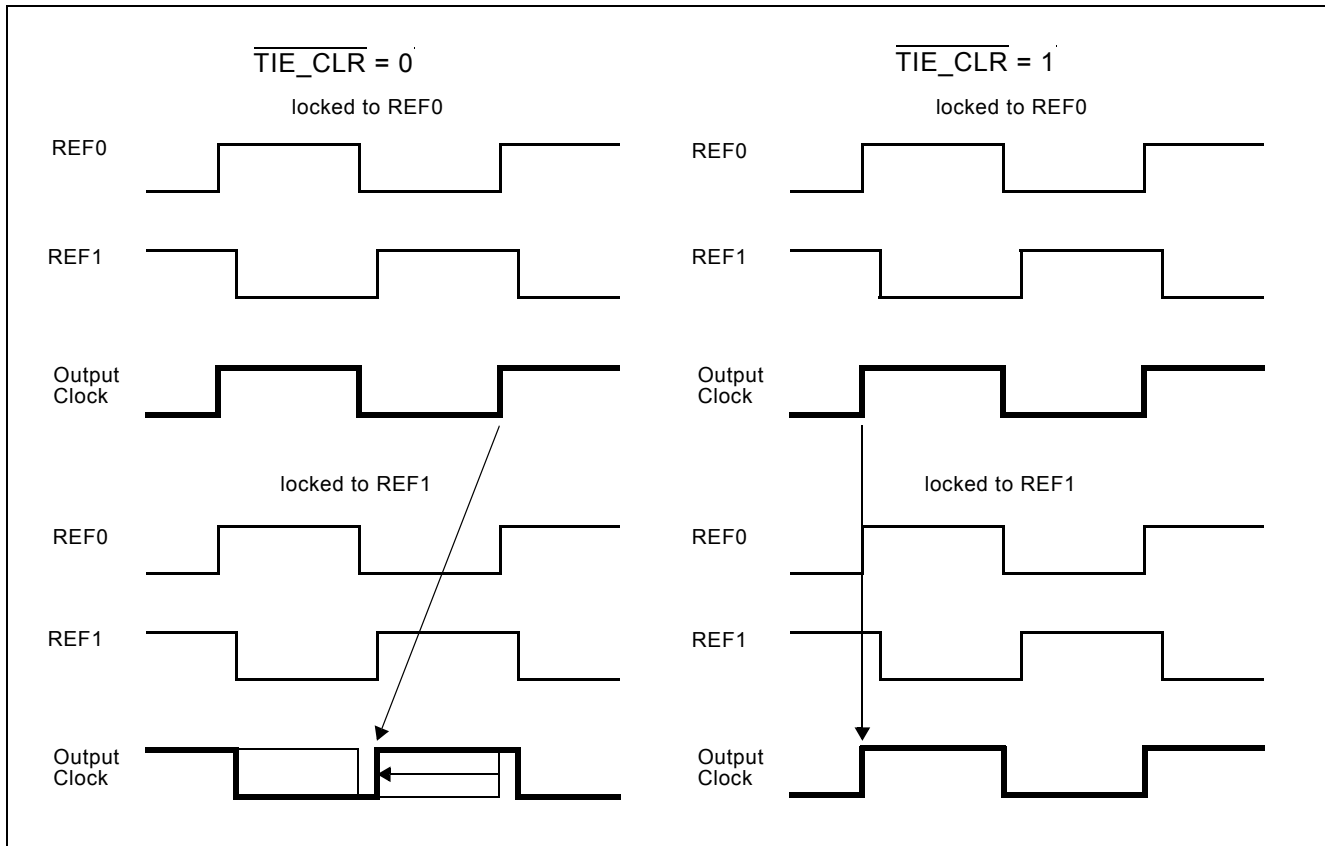 TIE_CLR = 0
locked to REF0
REF0
REF1
Output
Clock
locked to REF1
REF0
REF1
Output
Clock
TIE_CLR = 1
locked to REF0
REF0
REF1
Output
Clock
locked to REF1
REF0
REF1
Output
Clock